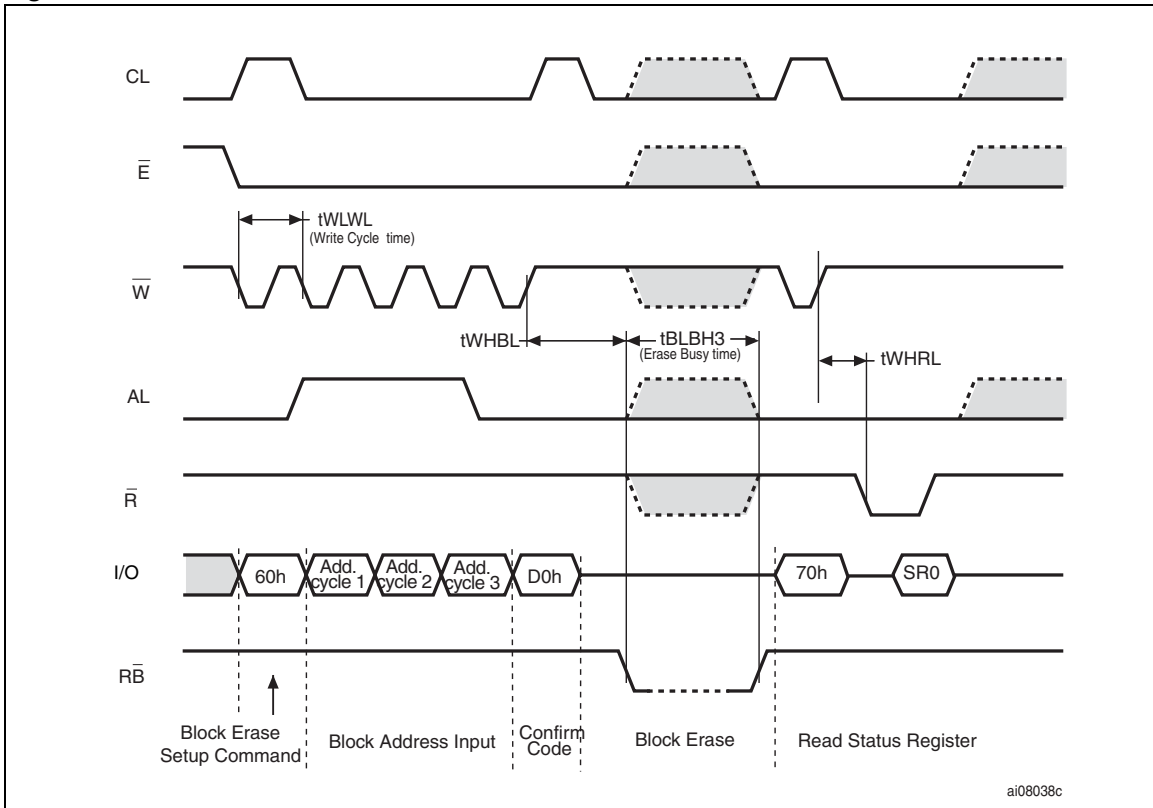 CL
E
tWLWL
(Write Cycle time)
W
tWHBL
tBLBH3
(Erase Busy time)
tWHRL
AL
R
I/O
60h
Add.
cycle 1
Add.
cycle 2
Add.
cycle 3
D0h
70h
SR0
RB
Block Erase
Setup Command
Block Address Input
Confirm
Code
Block Erase
Read Status Register
ai08038c